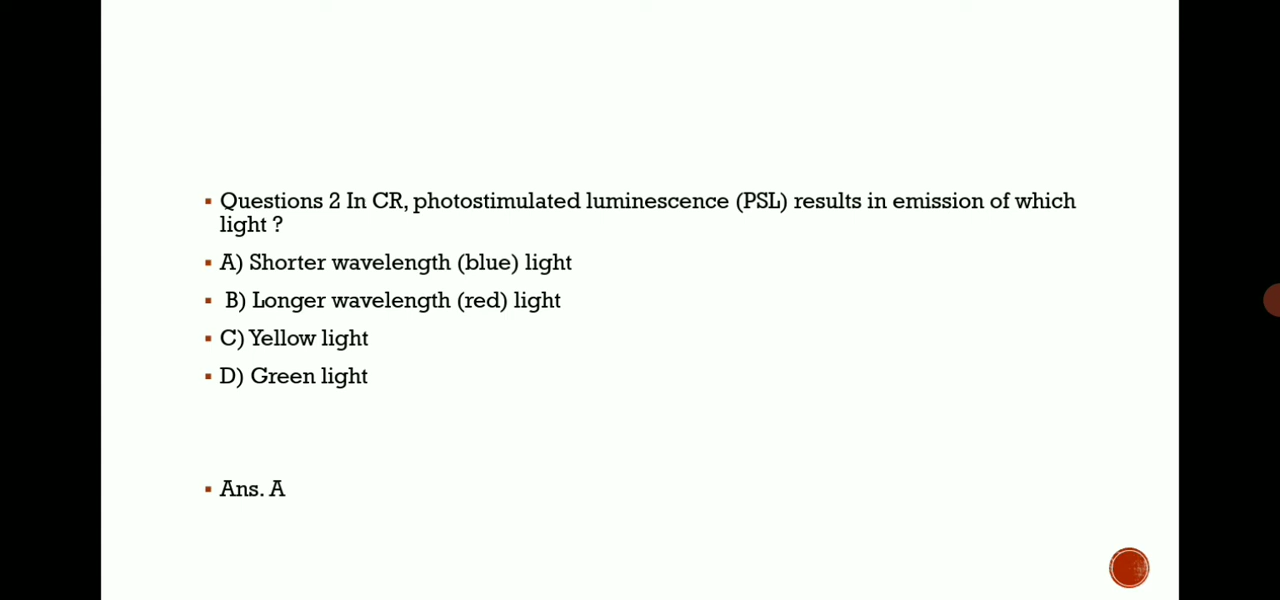 Questions 2 In CR, photostimulated luminescence (PSL) results in emission of which
light ?
A) Shorter wavelength (blue) light
B) Longer wavelength (red) light
C) Yellow light
D) Green light
Ans. A